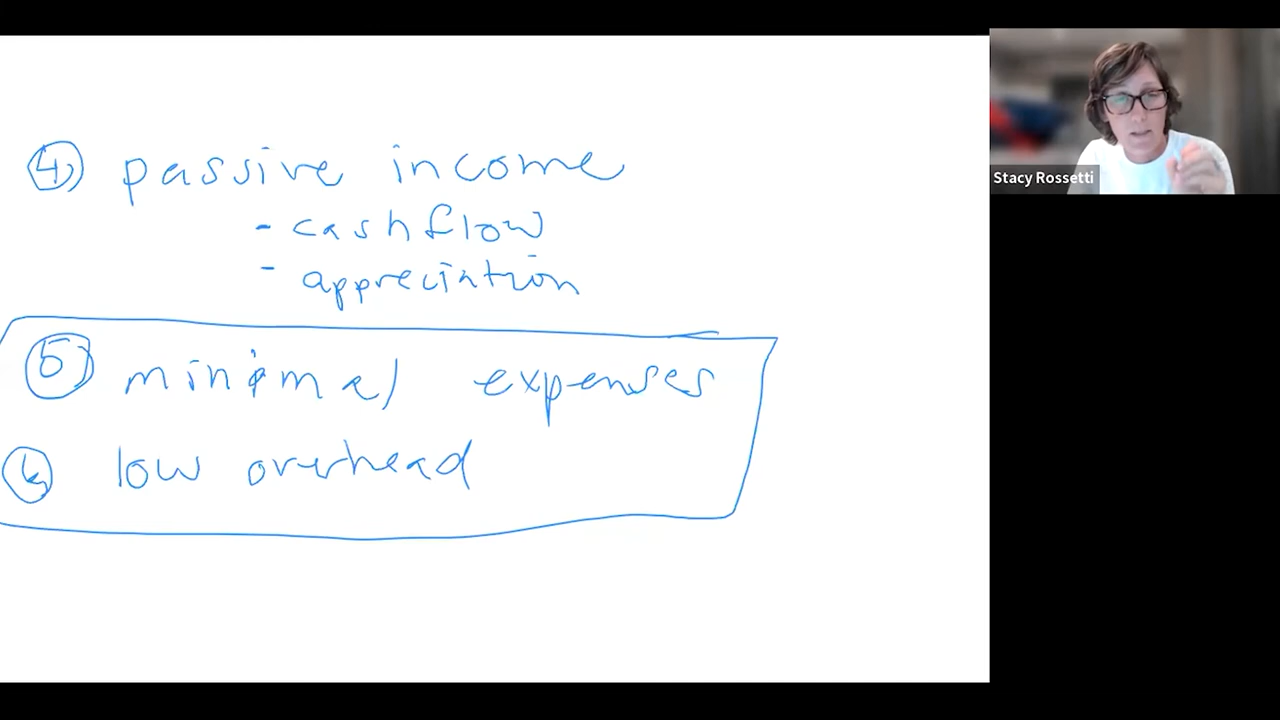 4) passive income
- cashflow
- appreciation
5) minimal expenses
6 low overhead
Stacy Rossetti